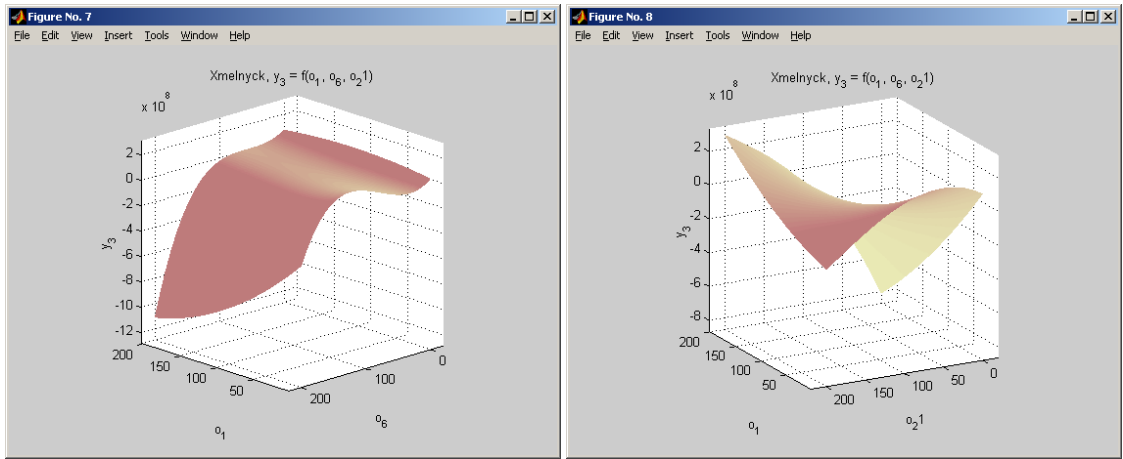 Figure No. 7
File Edit View Insert Tools Window Help
Xmelnyck, y3 = f(o1, o6, o21)
x 10^8
2
0
-2
-4
-6
-8
-10
-12
y3
200
150
100
50
o1
200
100
0
o6
Figure No. 8
File Edit View Insert Tools Window Help
Xmelnyck, y3 = f(o1, o6, o21)
x 10^8
2
0
-2
-4
-6
-8
y3
200
150
100
50
o1
200
150
100
50
0
o21